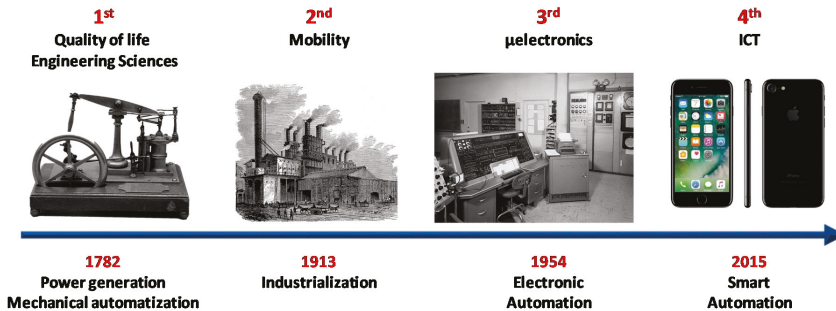 1st
Quality of life
Engineering Sciences
2nd
Mobility
3rd
μelectronics
4th
ICT
1782
Power generation
Mechanical automatization
1913
Industrialization
1954
Electronic
Automation
2015
Smart
Automation